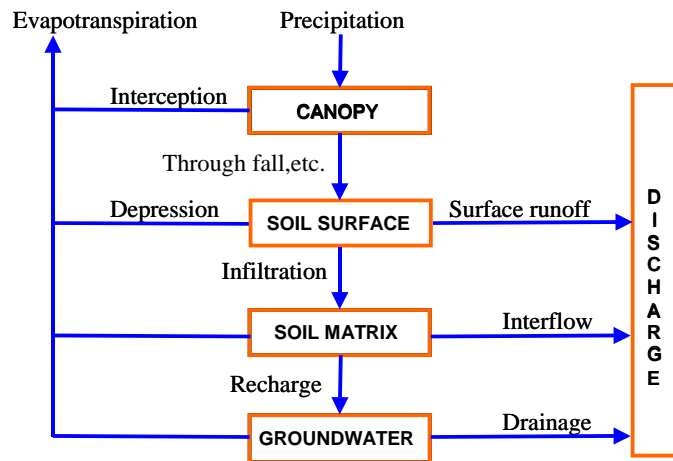 Evapotranspiration
Precipitation
Interception
CANOPY
Through fall,etc.
Depression
SOIL SURFACE
Surface runoff
Infiltration
SOIL MATRIX
Interflow
Recharge
GROUNDWATER
Drainage
DISCHARGE